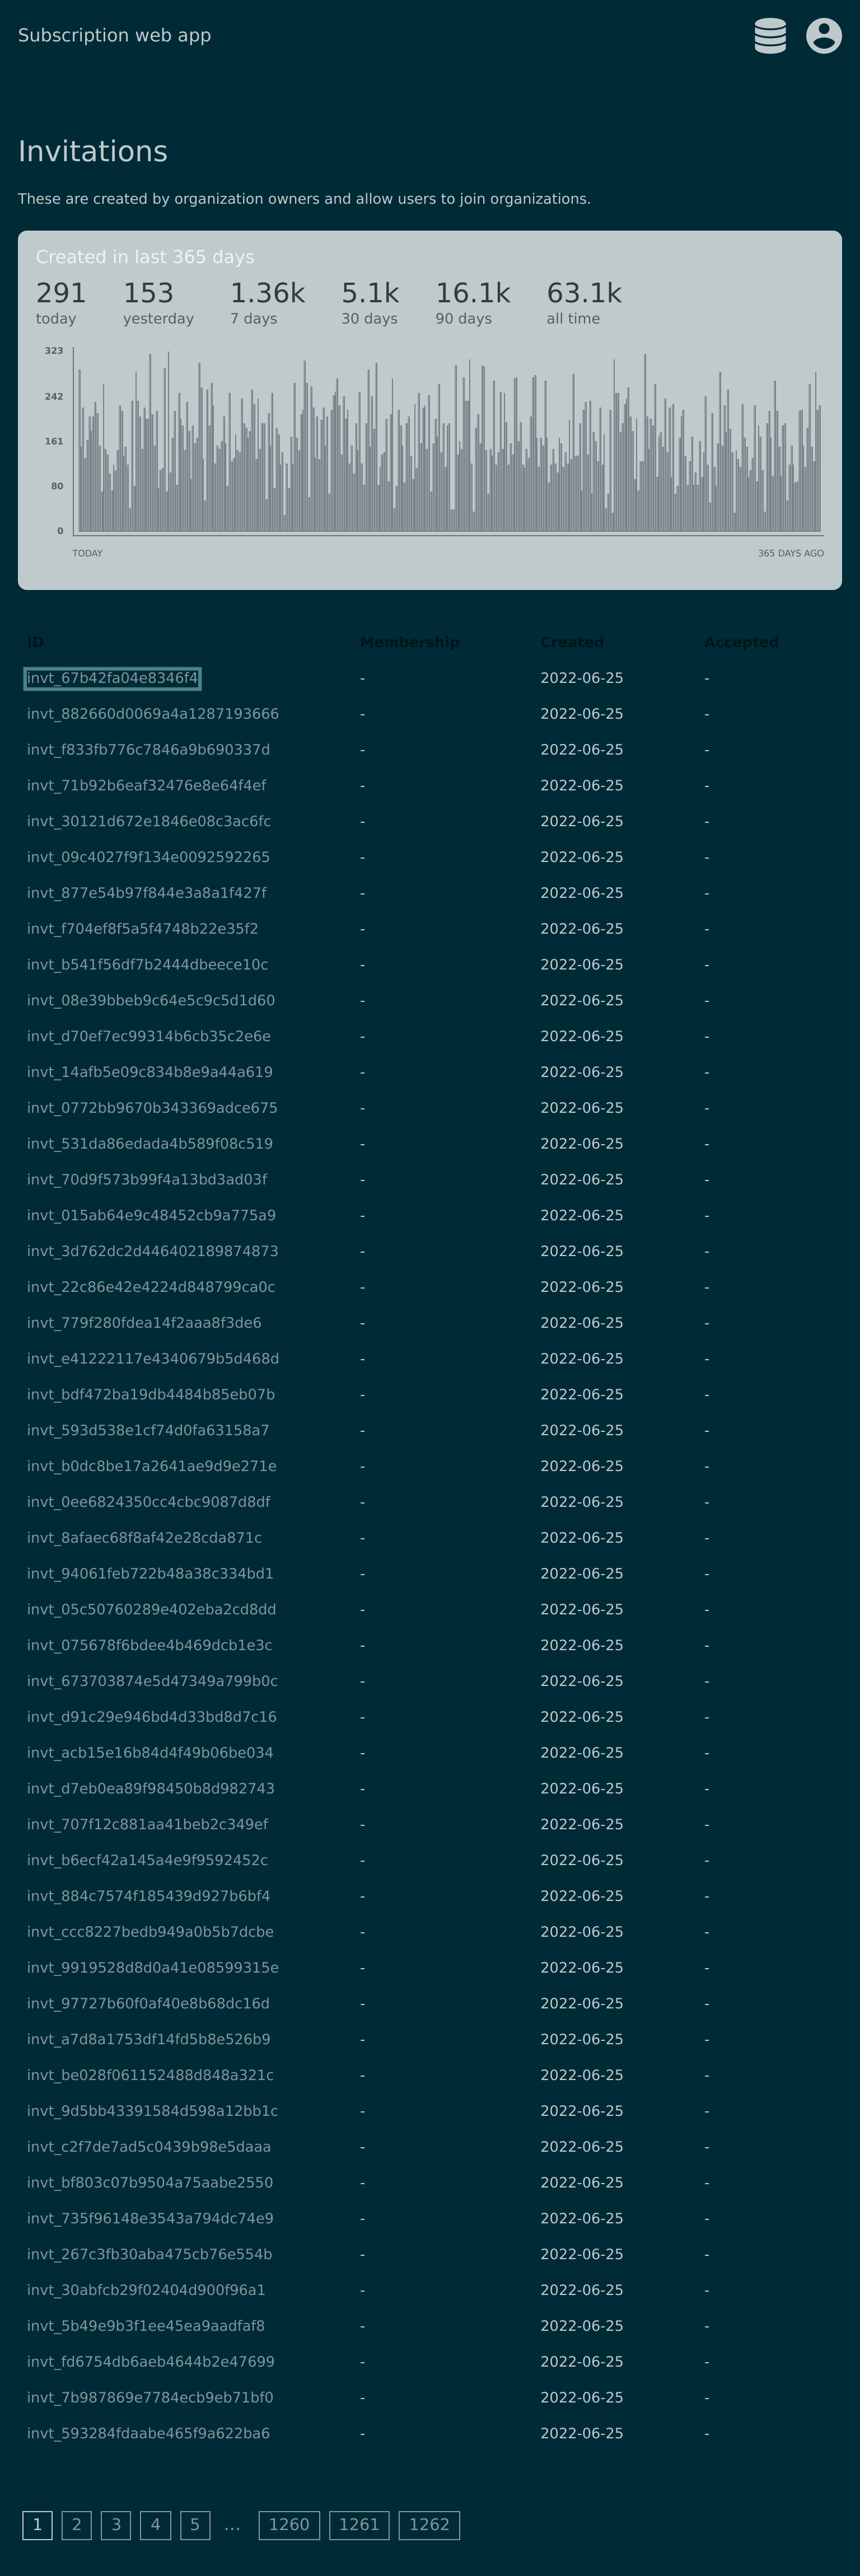 Subscription web app
Invitations
These are created by organization owners and allow users to join organizations.
Created in last 365 days
291 153 1.36k 5.1k 16.1k 63.1k
today yesterday 7 days 30 days 90 days all time
323
242
161
80
0
TODAY 365 DAYS AGO
ID Membership Created Accepted
invt_67b42fa04e8346f4 - 2022-06-25 -
invt_882660d0069a4a1287193666 - 2022-06-25 -
invt_f833fb776c7846a9b690337d - 2022-06-25 -
invt_71b92b6eaf32476e8e64f4ef - 2022-06-25 -
invt_30121d672e1846e08c3ac6fc - 2022-06-25 -
invt_09c4027f9f134e0092592265 - 2022-06-25 -
invt_877e54b97f844e3a8a1f427f - 2022-06-25 -
invt_f704ef8f5a5f4748b22e35f2 - 2022-06-25 -
invt_b541f56df7b2444dbeece10c - 2022-06-25 -
invt_08e39bbeb9c64e5c9c5d1d60 - 2022-06-25 -
invt_d70ef7ec99314b6cb35c2e6e - 2022-06-25 -
invt_14afb5e09c834b8e9a44a619 - 2022-06-25 -
invt_0772bb9670b343369adce675 - 2022-06-25 -
invt_531da86edada4b589f08c519 - 2022-06-25 -
invt_70d9f573b99f4a13bd3ad03f - 2022-06-25 -
invt_015ab64e9c48452cb9a775a9 - 2022-06-25 -
invt_3d762dc2d446402189874873 - 2022-06-25 -
invt_22c86e42e4224d848799ca0c - 2022-06-25 -
invt_779f280fdea14f2aaa8f3de6 - 2022-06-25 -
invt_e41222117e4340679b5d468d - 2022-06-25 -
invt_bdf472ba19db4484b85eb07b - 2022-06-25 -
invt_593d538e1cf74d0fa63158a7 - 2022-06-25 -
invt_b0dc8be17a2641ae9d9e271e - 2022-06-25 -
invt_0ee6824350cc4cbc9087d8df - 2022-06-25 -
invt_8afaec68f8af42e28cda871c - 2022-06-25 -
invt_94061feb722b48a38c334bd1 - 2022-06-25 -
invt_05c50760289e402eba2cd8dd - 2022-06-25 -
invt_075678f6bdee4b469dcb1e3c - 2022-06-25 -
invt_673703874e5d47349a799b0c - 2022-06-25 -
invt_d91c29e946bd4d33bd8d7c16 - 2022-06-25 -
invt_acb15e16b84d4f49b06be034 - 2022-06-25 -
invt_d7eb0ea89f98450b8d982743 - 2022-06-25 -
invt_707f12c881aa41beb2c349ef - 2022-06-25 -
invt_b6ecf42a145a4e9f9592452c - 2022-06-25 -
invt_884c7574f185439d927b6bf4 - 2022-06-25 -
invt_ccc8227bedb949a0b5b7dcbe - 2022-06-25 -
invt_9919528d8d0a41e08599315e - 2022-06-25 -
invt_97727b60f0af40e8b68dc16d - 2022-06-25 -
invt_a7d8a1753df14fd5b8e526b9 - 2022-06-25 -
invt_be028f061152488d848a321c - 2022-06-25 -
invt_9d5bb43391584d598a12bb1c - 2022-06-25 -
invt_c2f7de7ad5c0439b98e5daaa - 2022-06-25 -
invt_bf803c07b9504a75aabe2550 - 2022-06-25 -
invt_735f96148e3543a794dc74e9 - 2022-06-25 -
invt_267c3fb30aba475cb76e554b - 2022-06-25 -
invt_30abfcb29f02404d900f96a1 - 2022-06-25 -
invt_5b49e9b3f1ee45ea9aadfaf8 - 2022-06-25 -
invt_fd6754db6aeb4644b2e47699 - 2022-06-25 -
invt_7b987869e7784ecb9eb71bf0 - 2022-06-25 -
invt_593284fdaabe465f9a622ba6 - 2022-06-25 -
1 2 3 4 5 … 1260 1261 1262